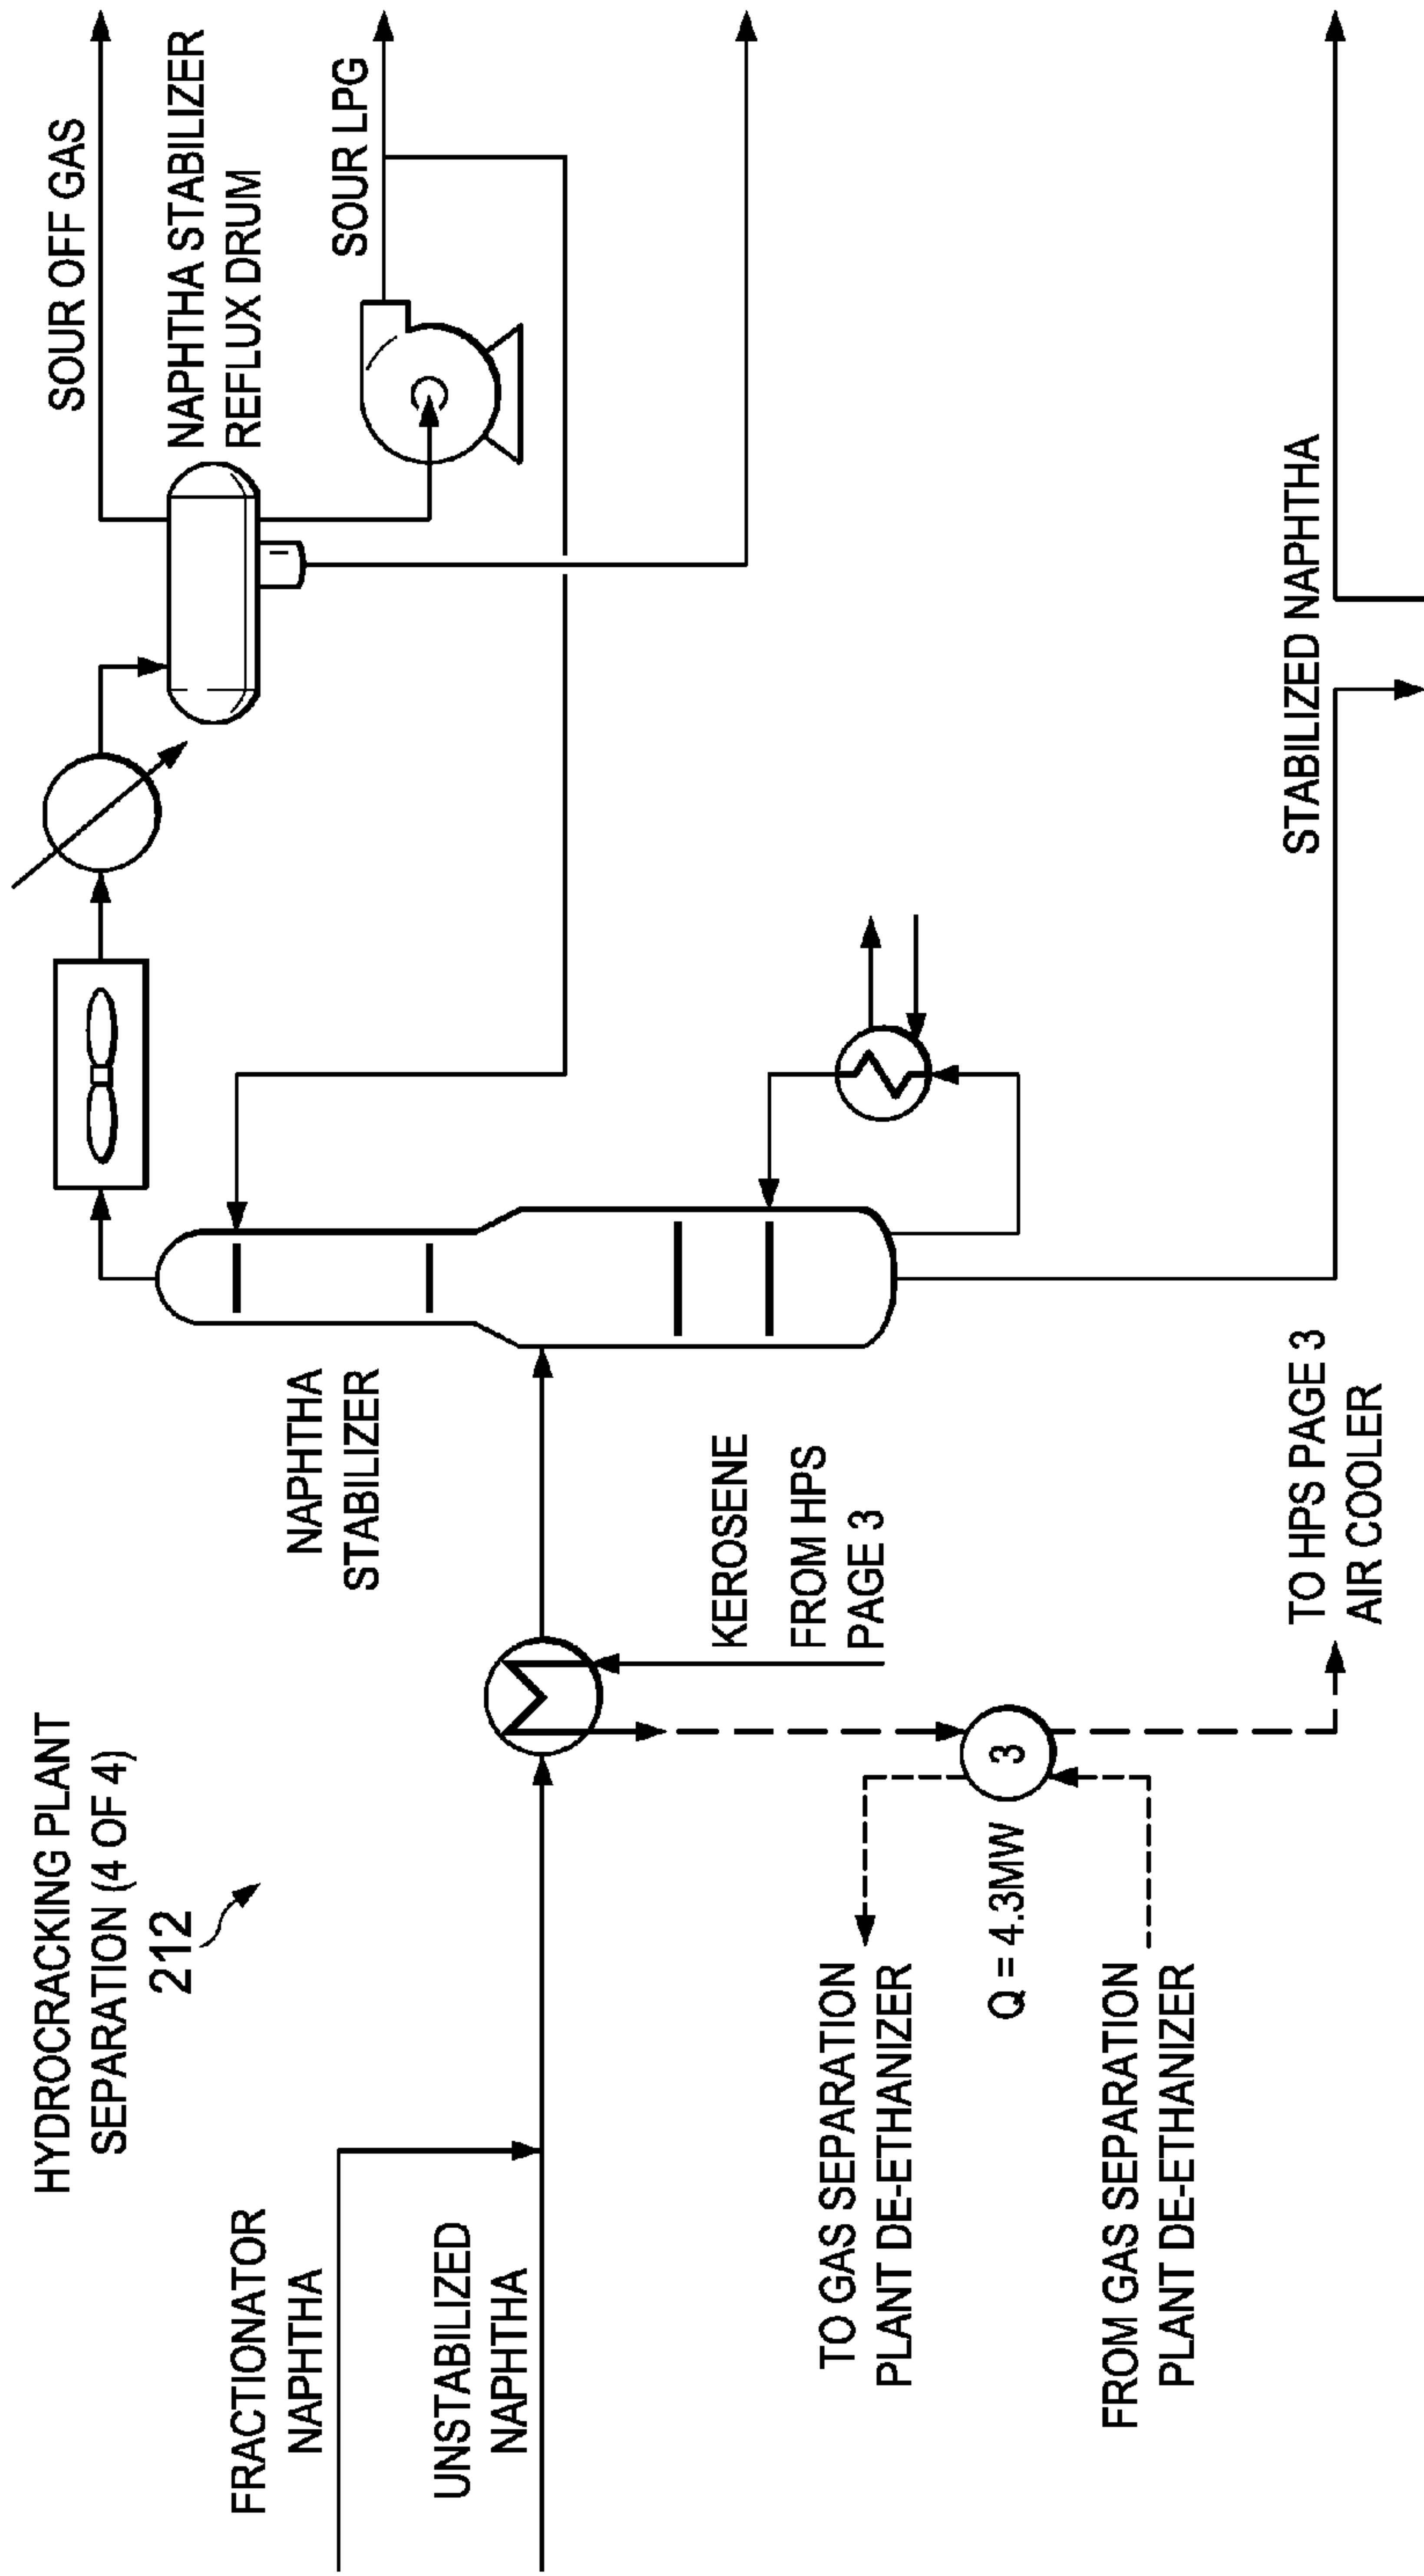 HYDROCRACKING PLANT
SEPARATION (4 OF 4)
212
FRACTIONATOR
NAPHTHA
UNSTABILIZED
NAPHTHA
NAPHTHA
STABILIZER
SOUR OFF GAS
NAPHTHA STABILIZER
REFLUX DRUM
SOUR LPG
KEROSENE
FROM HPS
PAGE 3
TO GAS SEPARATION
PLANT DE-ETHANIZER
3
Q = 4.3MW
FROM GAS SEPARATION
PLANT DE-ETHANIZER
TO HPS PAGE 3
AIR COOLER
STABILIZED NAPHTHA